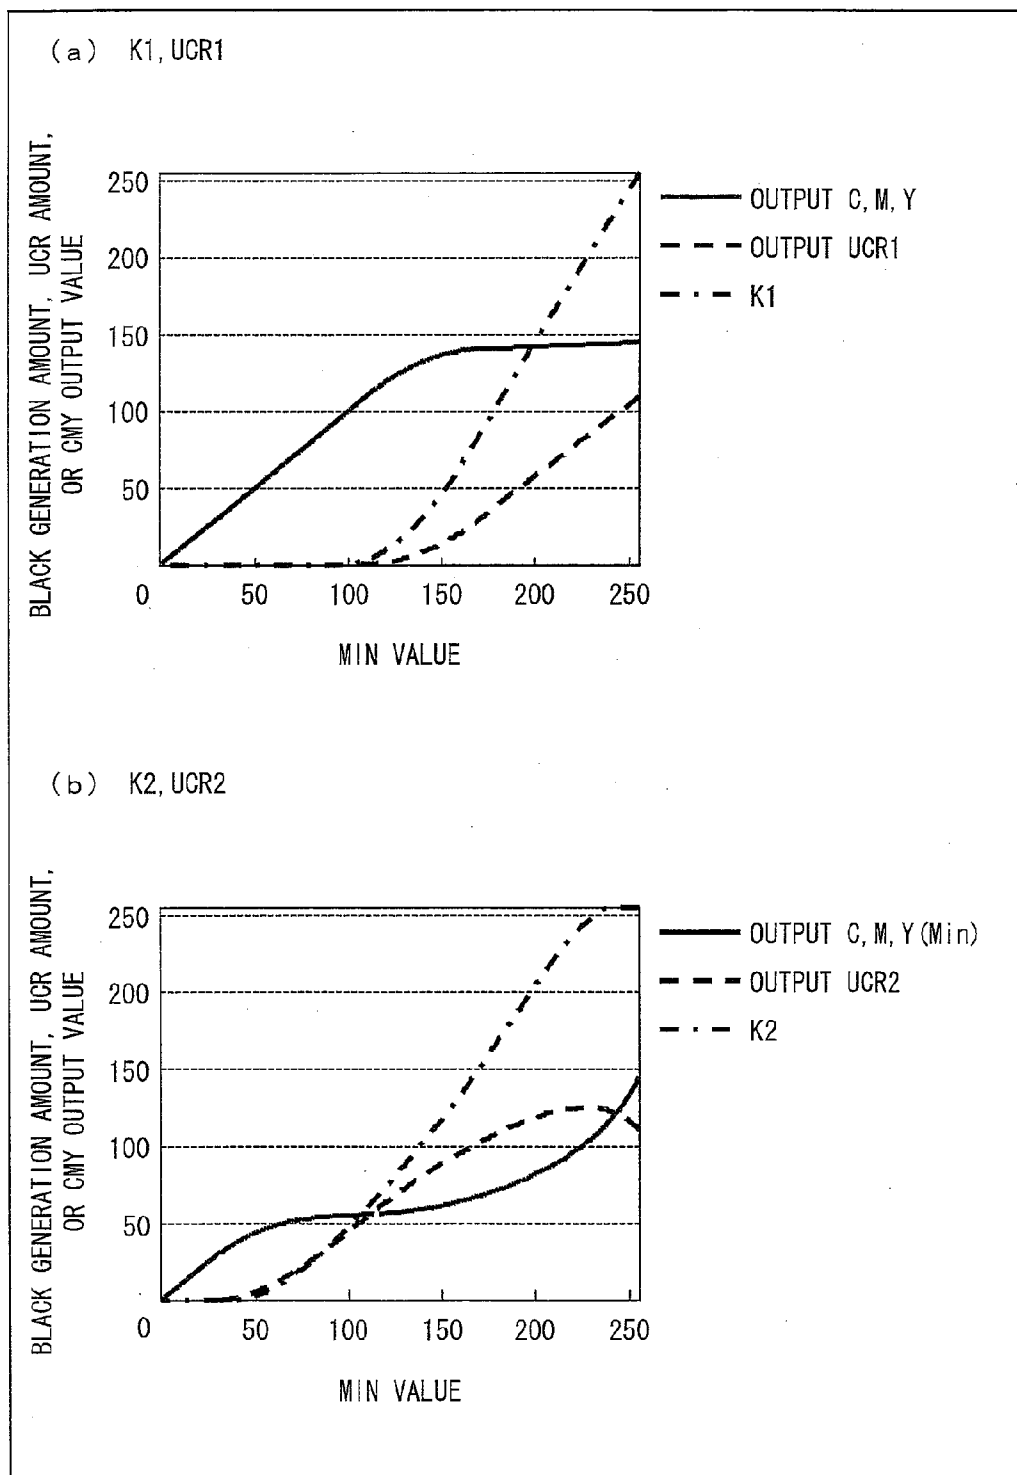 (a) K1, UCR1
BLACK GENERATION AMOUNT, UCR AMOUNT,
OR CMY OUTPUT VALUE
250
200
150
100
50
0 50 100 150 200 250
MIN VALUE
OUTPUT C, M, Y
OUTPUT UCR1
K1
(b) K2, UCR2
BLACK GENERATION AMOUNT, UCR AMOUNT,
OR CMY OUTPUT VALUE
250
200
150
100
50
0 50 100 150 200 250
MIN VALUE
OUTPUT C, M, Y (Min)
OUTPUT UCR2
K2